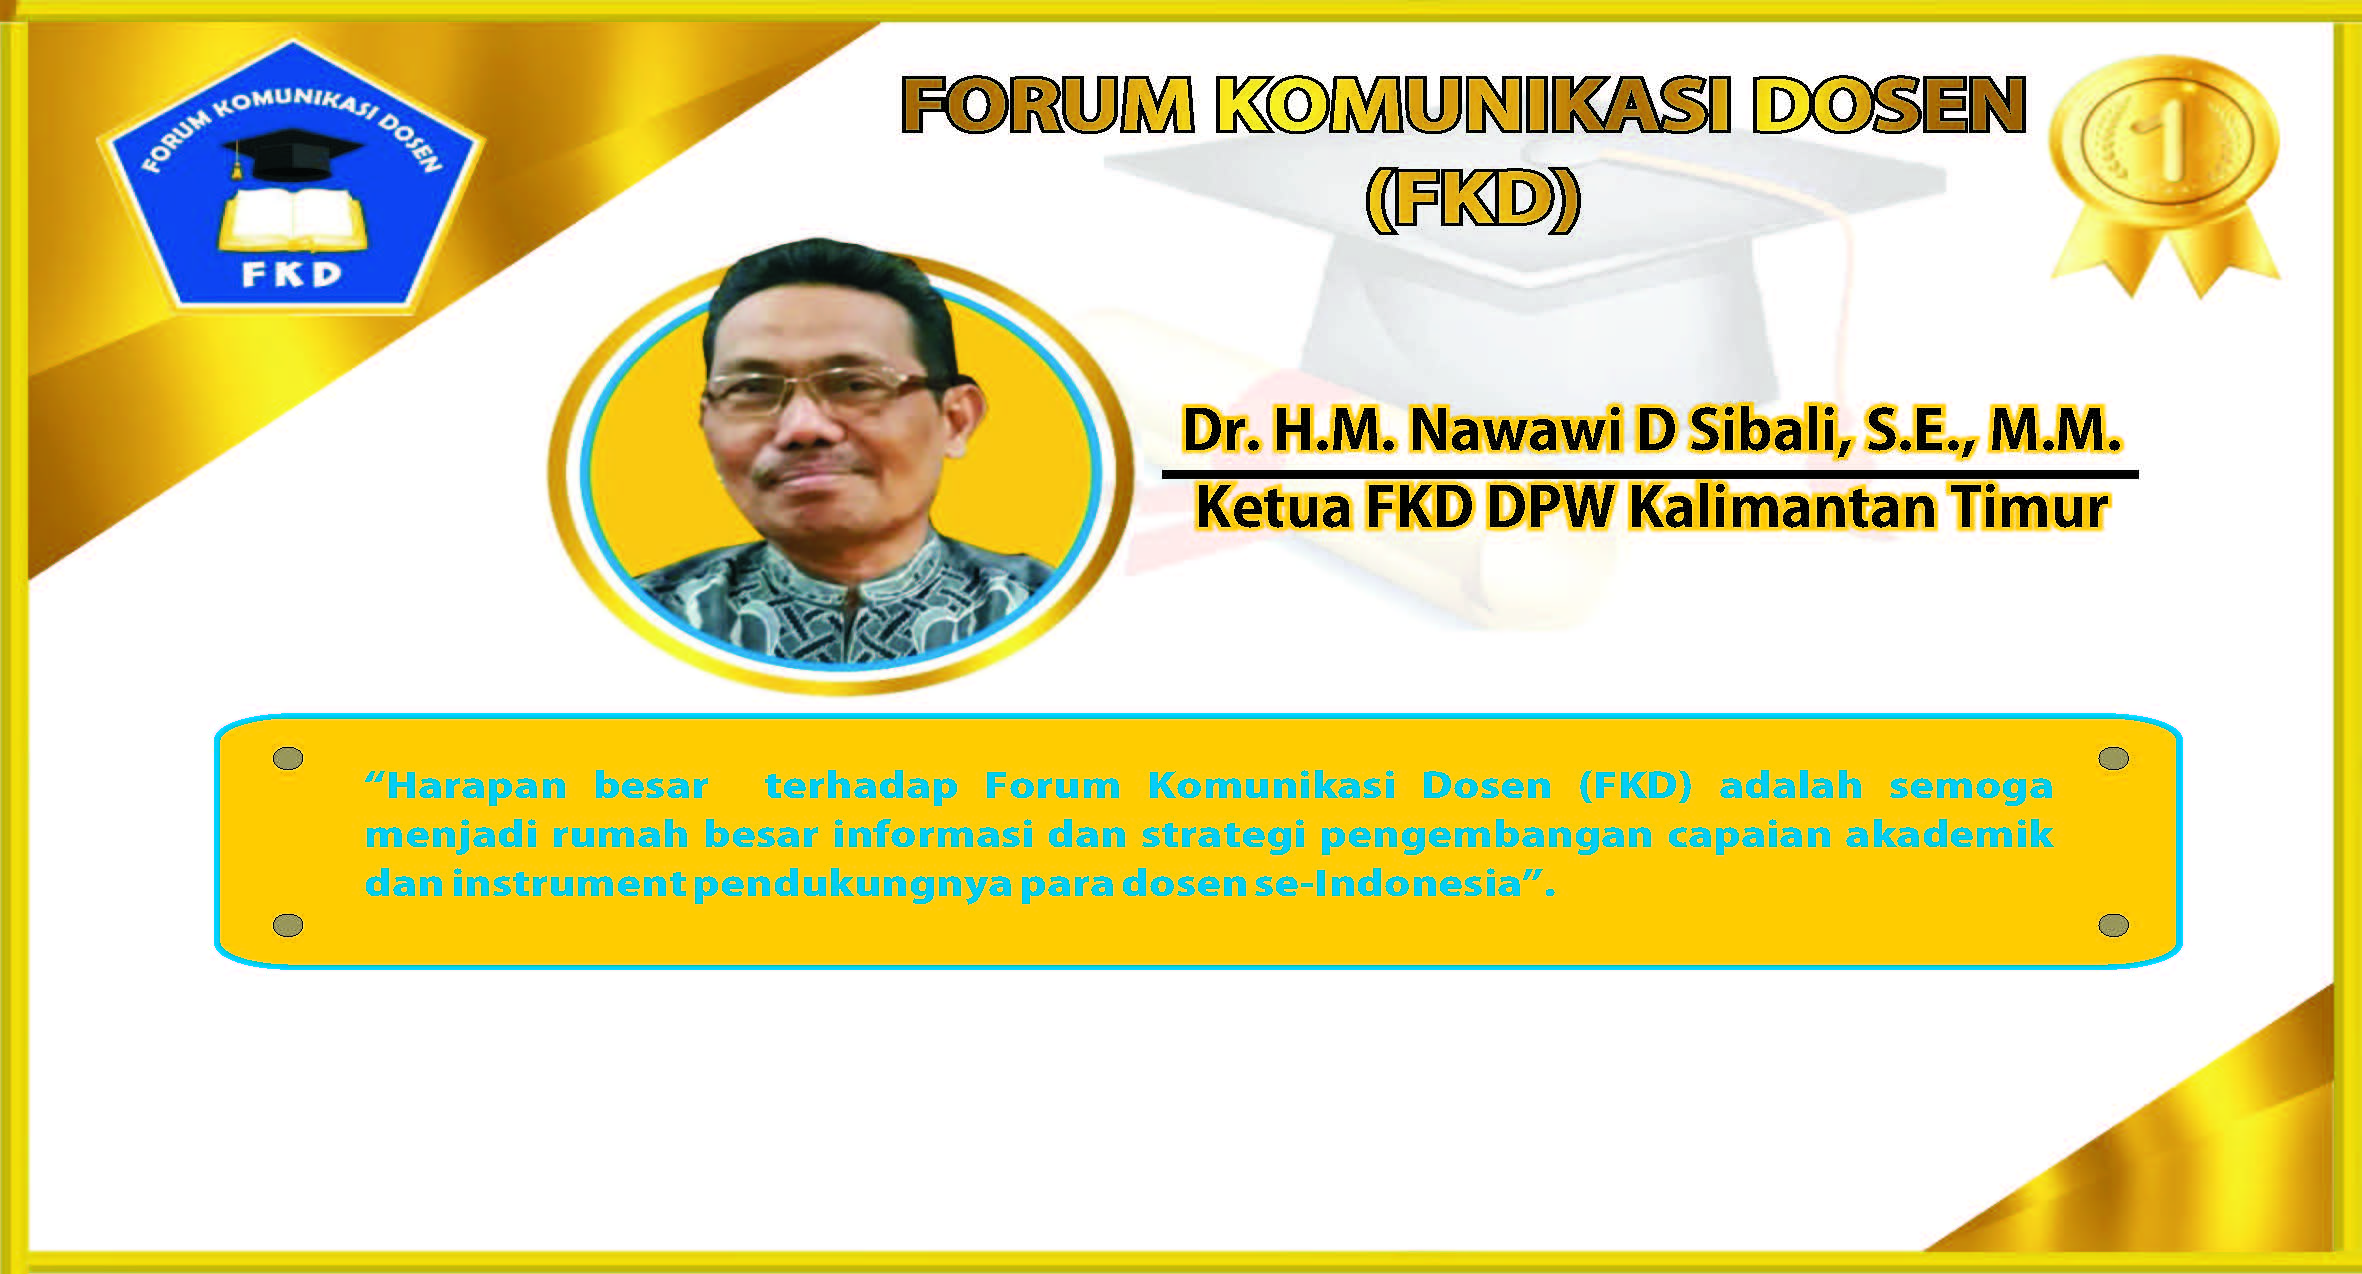 FORUM KOMUNIKASI DOSEN
FKD
FORUM KOMUNIKASI DOSEN
(FKD)
1
Dr. H.M. Nawawi D Sibali, S.E., M.M.
Ketua FKD DPW Kalimantan Timur
“Harapan besar terhadap Forum Komunikasi Dosen (FKD) adalah semoga
menjadi rumah besar informasi dan strategi pengembangan capaian akademik
dan instrument pendukungnya para dosen se-Indonesia”.